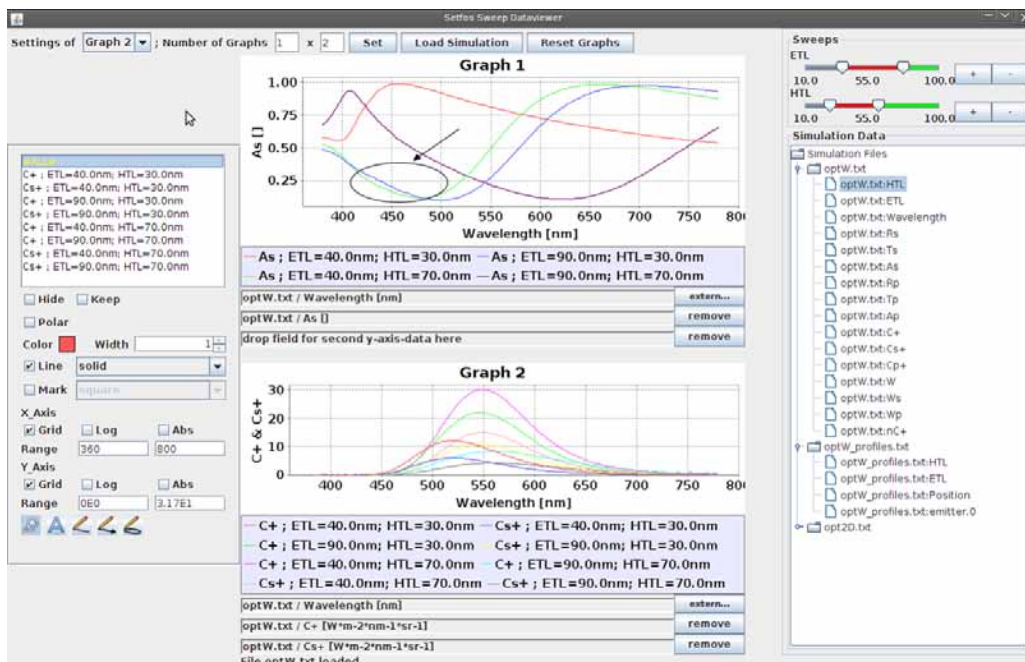 Setfos Sweep Dataviewer
Settings of Graph 2 ; Number of Graphs 1 x 2 Set Load Simulation Reset Graphs
Graph 1
1.00
0.75
0.50
0.25
As []
400 450 500 550 600 650 700 750 80
Wavelength [nm]
As ; ETL=40.0nm; HTL=30.0nm As ; ETL=90.0nm; HTL=30.0nm
As ; ETL=40.0nm; HTL=70.0nm As ; ETL=90.0nm; HTL=70.0nm
optW.txt / Wavelength [nm] extern...
optW.txt / As [] remove
drop field for second y-axis-data here remove
Graph 2
30
20
10
0
C+ & Cs+
400 450 500 550 600 650 700 750 80
Wavelength [nm]
C+ ; ETL=40.0nm; HTL=30.0nm Cs+ ; ETL=40.0nm; HTL=30.0nm
C+ ; ETL=90.0nm; HTL=30.0nm Cs+ ; ETL=90.0nm; HTL=30.0nm
C+ ; ETL=40.0nm; HTL=70.0nm C+ ; ETL=90.0nm; HTL=70.0nm
Cs+ ; ETL=40.0nm; HTL=70.0nm Cs+ ; ETL=90.0nm; HTL=70.0nm
optW.txt / Wavelength [nm] extern...
optW.txt / C+ [W*m-2*nm-1*sr-1] remove
optW.txt / Cs+ [W*m-2*nm-1*sr-1] remove
File optW.txt loaded
C+ ; ETL=40.0nm; HTL=30.0nm
Cs+ ; ETL=40.0nm; HTL=30.0nm
C+ ; ETL=90.0nm; HTL=30.0nm
Cs+ ; ETL=90.0nm; HTL=30.0nm
C+ ; ETL=40.0nm; HTL=70.0nm
C+ ; ETL=90.0nm; HTL=70.0nm
Cs+ ; ETL=40.0nm; HTL=70.0nm
Cs+ ; ETL=90.0nm; HTL=70.0nm
Hide Keep
Polar
Color Width 1
Line solid
Mark square
X_Axis
Grid Log Abs
Range 360 800
Y_Axis
Grid Log Abs
Range 0E0 3.17E1
A
Sweeps
ETL
10.0 55.0 100.0 + -
HTL
10.0 55.0 100.0 + -
Simulation Data
Simulation Files
optW.txt
optW.txt:HTL
optW.txt:ETL
optW.txt:Wavelength
optW.txt:Rs
optW.txt:Ts
optW.txt:As
optW.txt:Rp
optW.txt:Tp
optW.txt:Ap
optW.txt:C+
optW.txt:Cs+
optW.txt:Cp+
optW.txt:W
optW.txt:Ws
optW.txt:Wp
optW.txt:nC+
optW_profiles.txt
optW_profiles.txt:HTL
optW_profiles.txt:ETL
optW_profiles.txt:Position
optW_profiles.txt:emitter.0
opt2D.txt